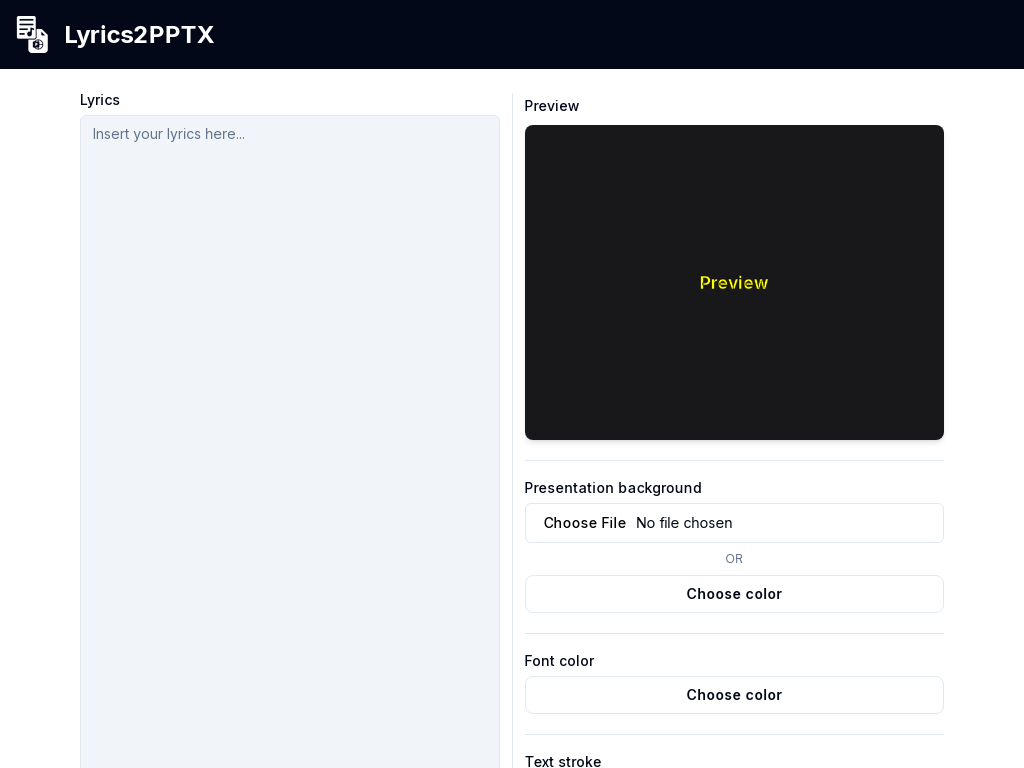 Lyrics2PPTX
Lyrics
Insert your lyrics here...
Preview
Preview
Presentation background
Choose File No file chosen
OR
Choose color
Font color
Choose color
Text stroke